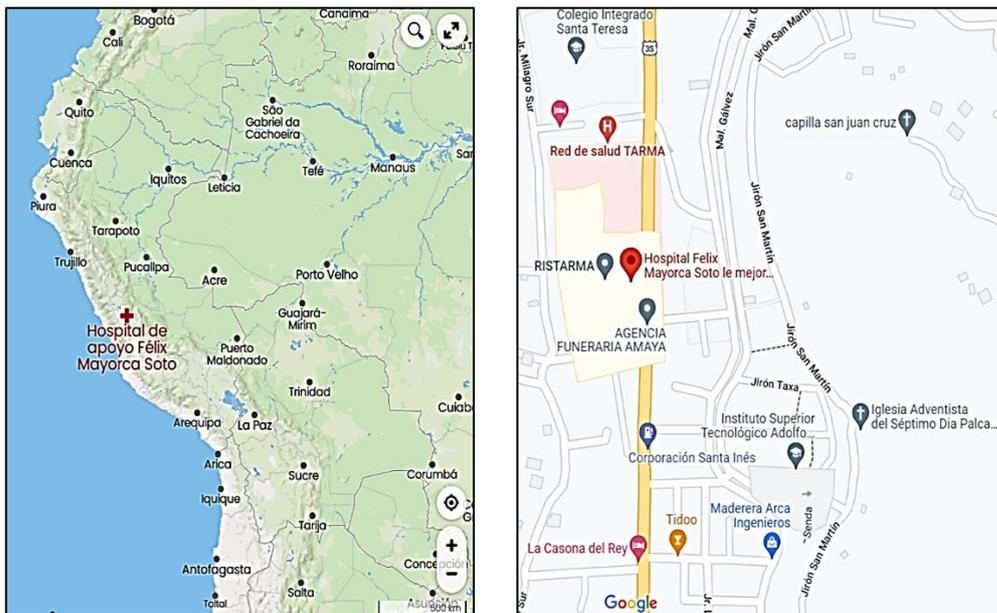 Bogotá
Canaima
Cali
Roraima
Quito
São
Gabriel da
Cachoeira
Cuenca
Iquitos
Leticia
Tefé
Manaus
Piura
Tarapoto
Trujillo
Pucallpa
Acre
Porto Velho
Guajará-
Mirim
Hospital de
apoyo Félix
Mayorca Soto
Puerto
Maldonado
Trinidad
Arequipa
La Paz
Arica
Sucre
Corumbá
Iquique
Tarija
Antofagasta
Salta
Taltal
500 km
Colegio Integrado
Santa Teresa
Jr. Milagro Sur
3S
Mal. Gálvez
Jirón San Martín
Red de salud TARMA
capilla san juan cruz
Jirón San Martín
RISTARMA
Hospital Felix
Mayorca Soto le mejor...
AGENCIA
FUNERARIA AMAYA
Jirón San Martín
Jirón Taxa
Instituto Superior
Tecnológico Adolfo...
Iglesia Adventista
del Séptimo Dia Palca...
Corporación Santa Inés
Maderera Arca
Ingenieros
Tidoo
Senda
La Casona del Rey
Jirón San Martín
Google